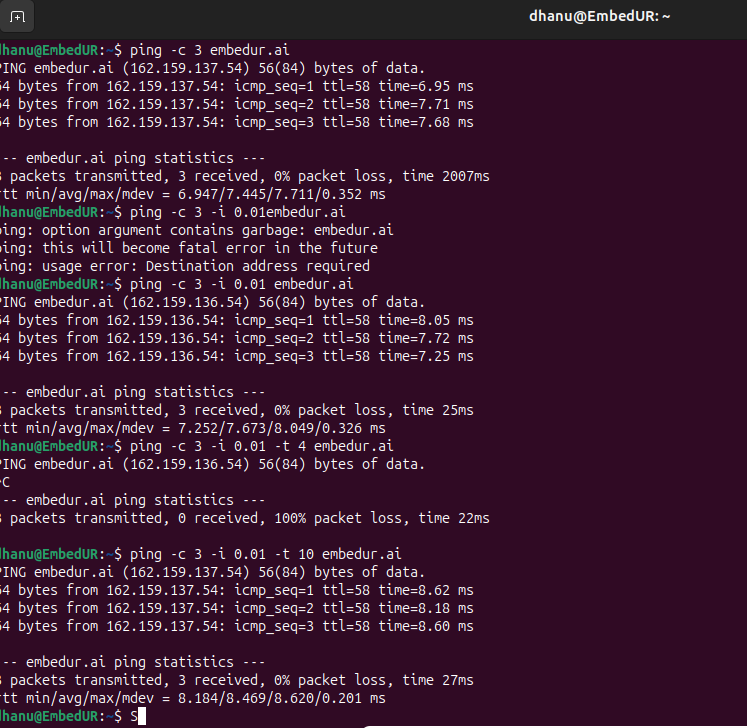 dhanu@EmbedUR: ~
dhanu@EmbedUR:~$ ping -c 3 embedur.ai
PING embedur.ai (162.159.137.54) 56(84) bytes of data.
64 bytes from 162.159.137.54: icmp_seq=1 ttl=58 time=6.95 ms
64 bytes from 162.159.137.54: icmp_seq=2 ttl=58 time=7.71 ms
64 bytes from 162.159.137.54: icmp_seq=3 ttl=58 time=7.68 ms
--- embedur.ai ping statistics ---
3 packets transmitted, 3 received, 0% packet loss, time 2007ms
rtt min/avg/max/mdev = 6.947/7.445/7.711/0.352 ms
dhanu@EmbedUR:~$ ping -c 3 -i 0.01embedur.ai
ping: option argument contains garbage: embedur.ai
ping: this will become fatal error in the future
ping: usage error: Destination address required
dhanu@EmbedUR:~$ ping -c 3 -i 0.01 embedur.ai
PING embedur.ai (162.159.136.54) 56(84) bytes of data.
64 bytes from 162.159.136.54: icmp_seq=1 ttl=58 time=8.05 ms
64 bytes from 162.159.136.54: icmp_seq=2 ttl=58 time=7.72 ms
64 bytes from 162.159.136.54: icmp_seq=3 ttl=58 time=7.25 ms
--- embedur.ai ping statistics ---
3 packets transmitted, 3 received, 0% packet loss, time 25ms
rtt min/avg/max/mdev = 7.252/7.673/8.049/0.326 ms
dhanu@EmbedUR:~$ ping -c 3 -i 0.01 -t 4 embedur.ai
PING embedur.ai (162.159.136.54) 56(84) bytes of data.
^C
--- embedur.ai ping statistics ---
3 packets transmitted, 0 received, 100% packet loss, time 22ms
dhanu@EmbedUR:~$ ping -c 3 -i 0.01 -t 10 embedur.ai
PING embedur.ai (162.159.137.54) 56(84) bytes of data.
64 bytes from 162.159.137.54: icmp_seq=1 ttl=58 time=8.62 ms
64 bytes from 162.159.137.54: icmp_seq=2 ttl=58 time=8.18 ms
64 bytes from 162.159.137.54: icmp_seq=3 ttl=58 time=8.60 ms
--- embedur.ai ping statistics ---
3 packets transmitted, 3 received, 0% packet loss, time 27ms
rtt min/avg/max/mdev = 8.184/8.469/8.620/0.201 ms
dhanu@EmbedUR:~$ S